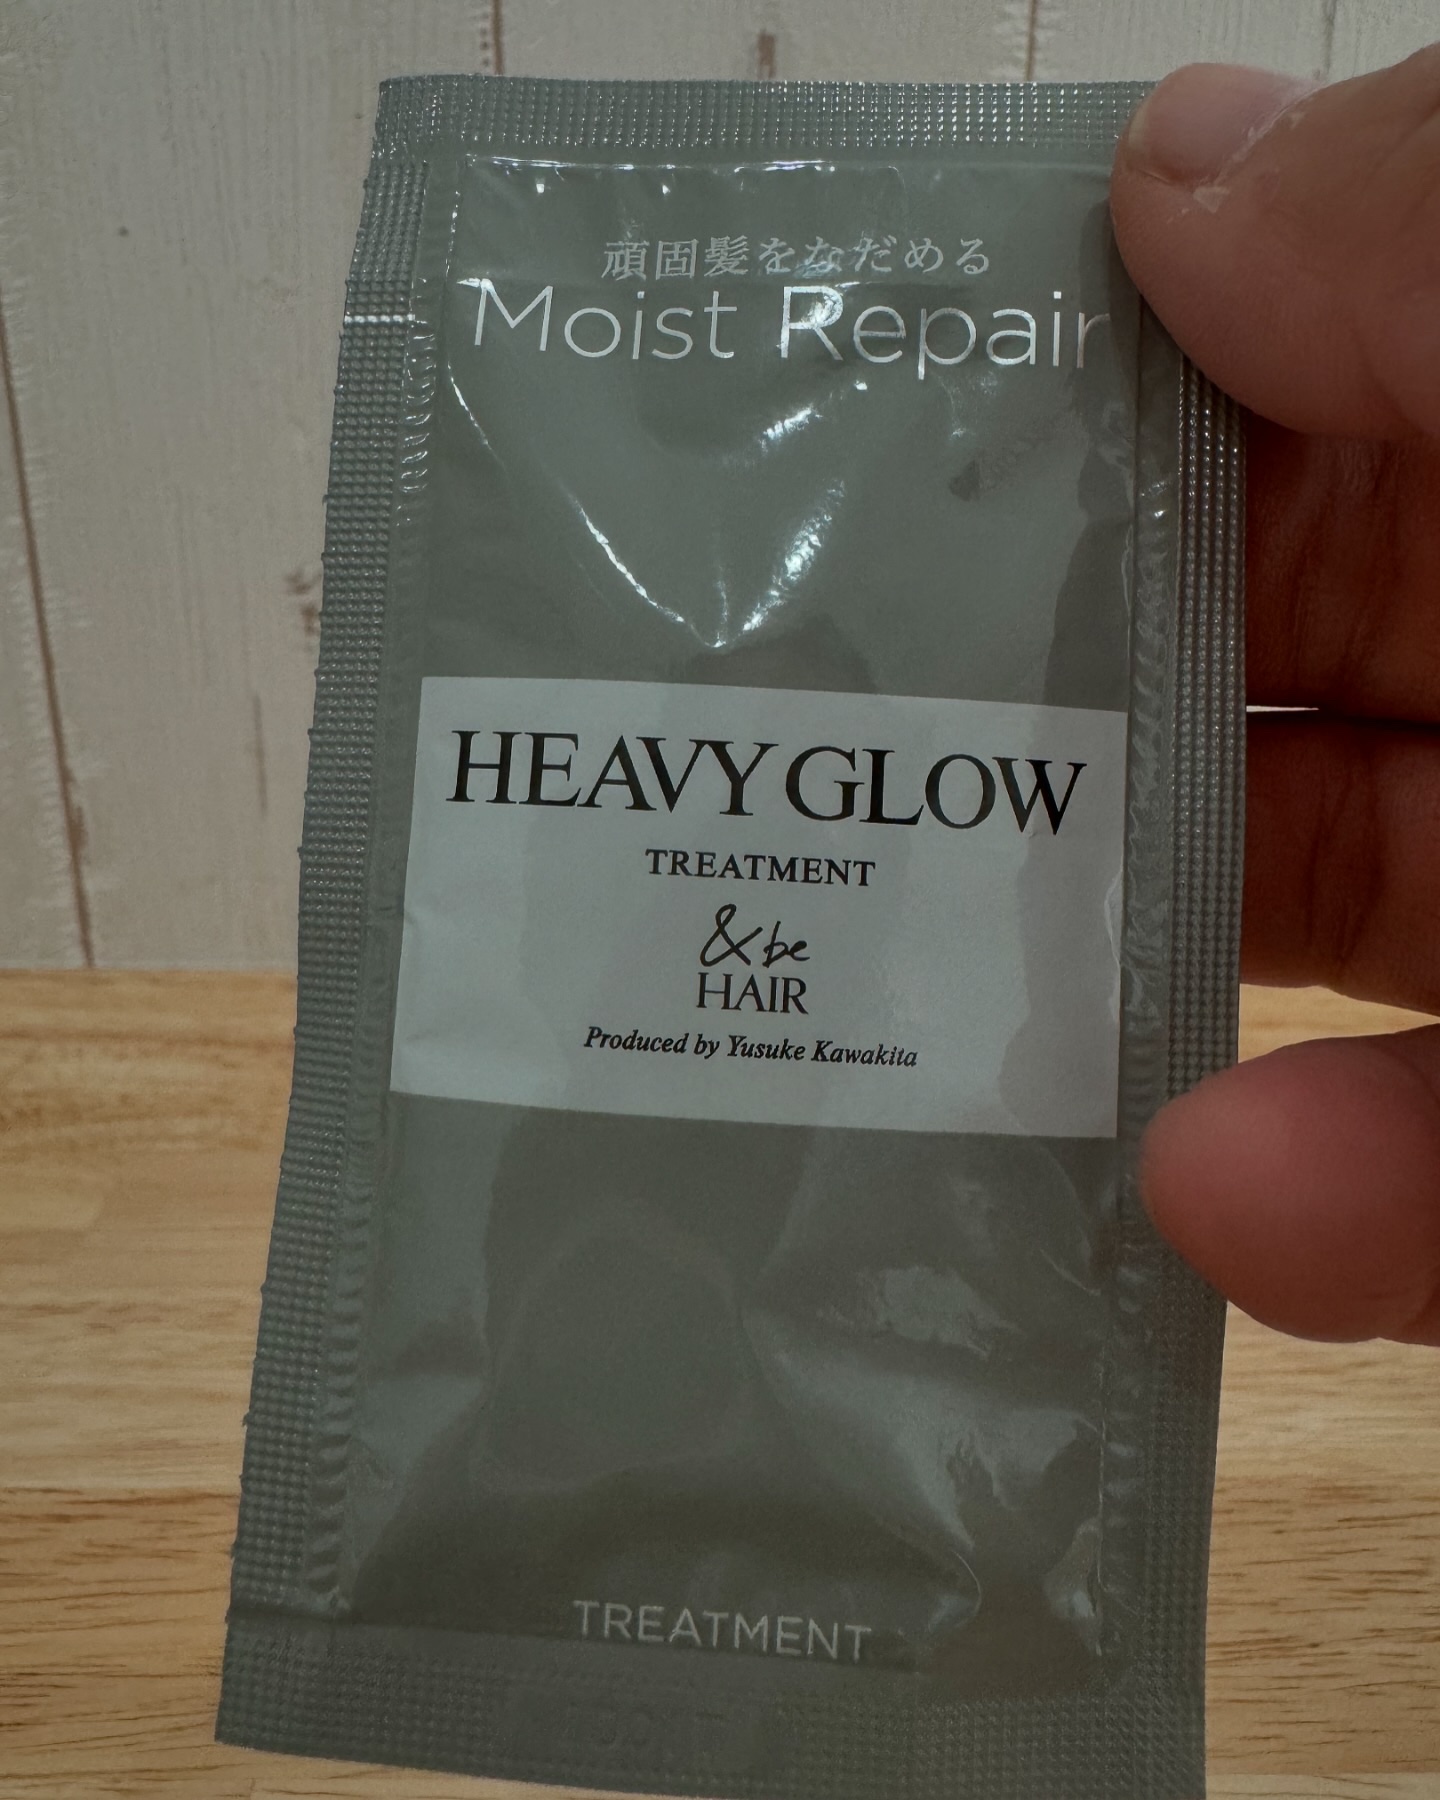 頑固髪をなだめる
Moist Repair
HEAVY GLOW
TREATMENT
&be
HAIR
Produced by Yusuke Kawakita
TREATMENT